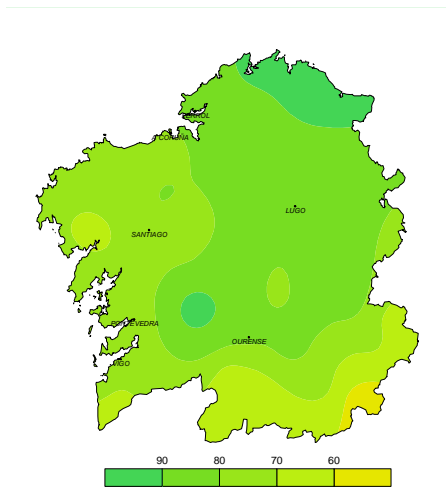 FERROL
A CORUÑA
LUGO
SANTIAGO
PONTEVEDRA
OURENSE
VIGO
90 80 70 60